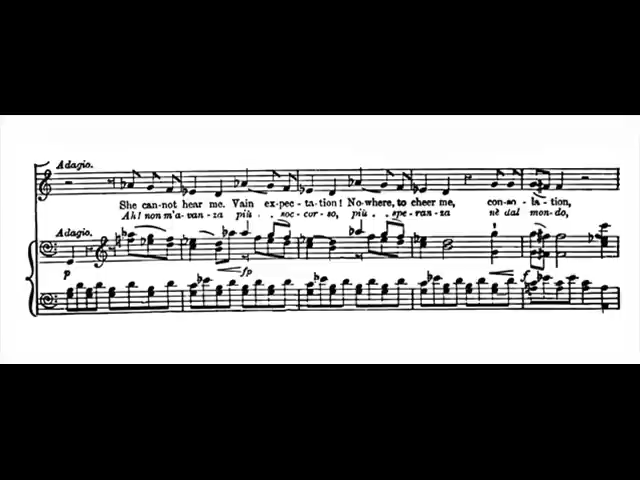 Adagio.
She can-not hear me. Vain ex-pec-ta-tion! No-where, to cheer me, con-so-la-tion,
Ah! non m'a-van-za più . . soc-cor-so, più . . spe-ran-za nè dal mon-do,
Adagio.
p fp f